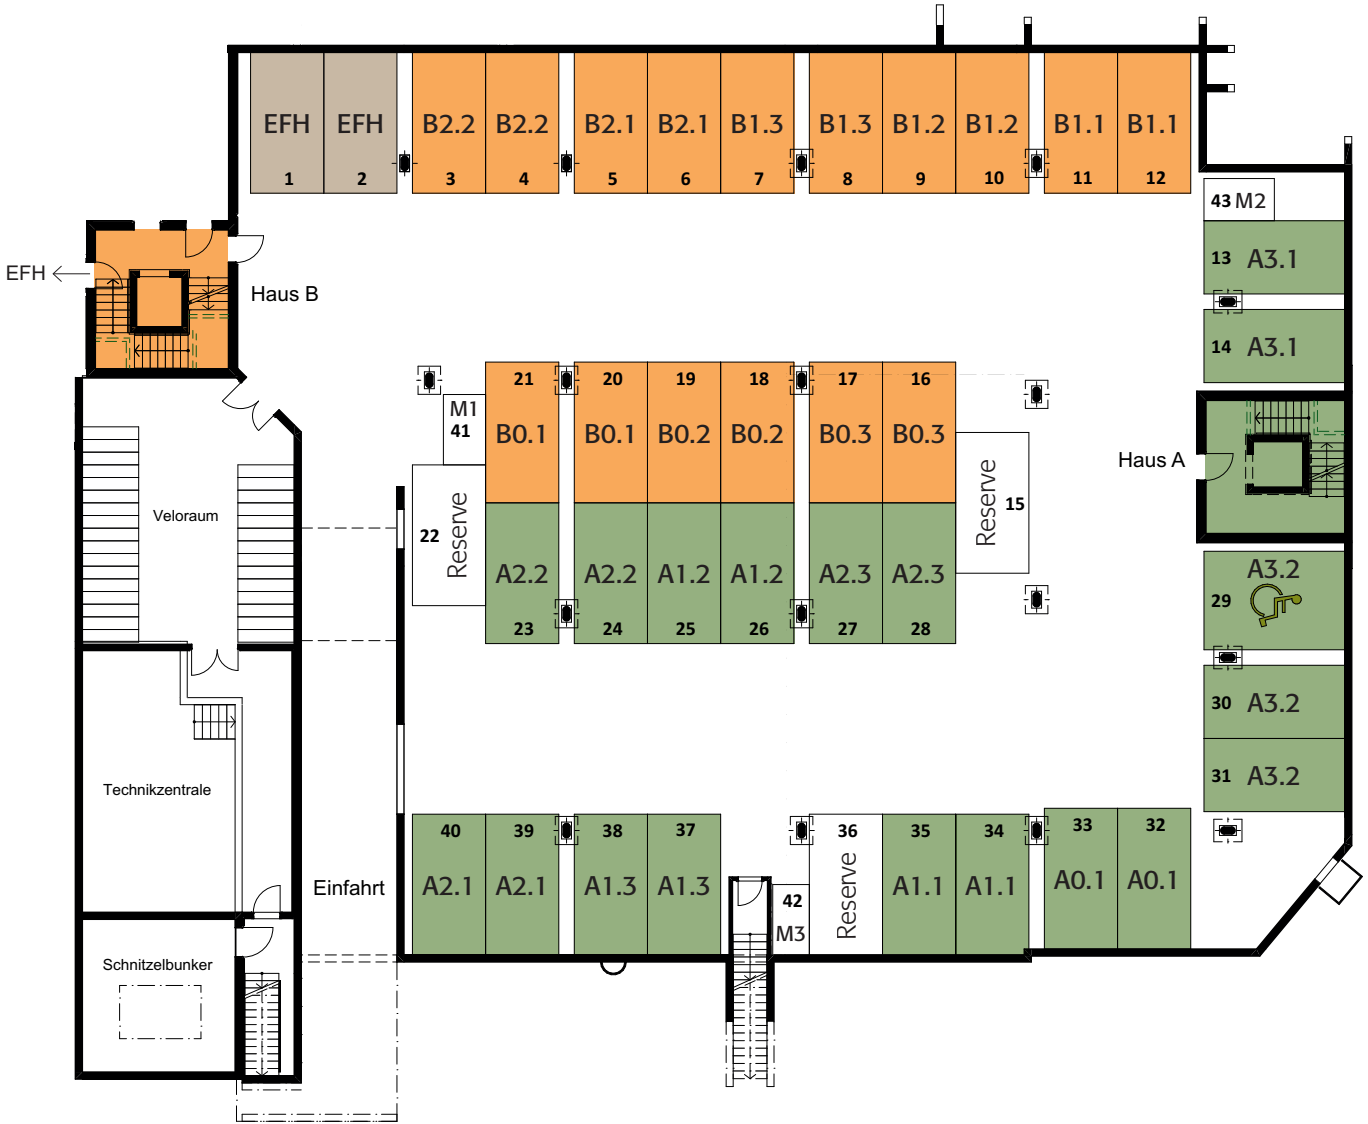 EFH EFH B2.2 B2.2 B2.1 B2.1 B1.3 B1.3 B1.2 B1.2 B1.1 B1.1
1 2 3 4 5 6 7 8 9 10 11 12
43 M2
13 A3.1
EFH
Haus B
14 A3.1
21 20 19 18 17 16
M1
41
B0.1 B0.1 B0.2 B0.2 B0.3 B0.3
Haus A
Reserve 15
Veloraum
22 Reserve
A2.2 A2.2 A1.2 A1.2 A2.3 A2.3
23 24 25 26 27 28
A3.2
29
30 A3.2
31 A3.2
Technikzentrale
40 39 38 37 36 35 34 33 32
Einfahrt
A2.1 A2.1 A1.3 A1.3 Reserve A1.1 A1.1 A0.1 A0.1
42
M3
Schnitzelbunker